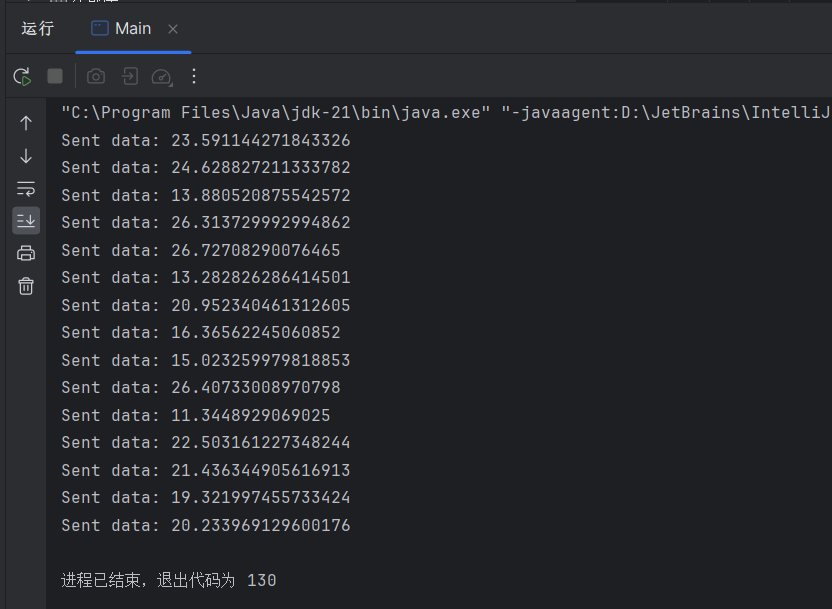 运行
Main
"C:\Program Files\Java\jdk-21\bin\java.exe" "-javaagent:D:\JetBrains\IntelliJ
Sent data: 23.591144271843326
Sent data: 24.628827211333782
Sent data: 13.880520875542572
Sent data: 26.313729992994862
Sent data: 26.72708290076465
Sent data: 13.282826286414501
Sent data: 20.952340461312605
Sent data: 16.36562245060852
Sent data: 15.023259979818853
Sent data: 26.40733008970798
Sent data: 11.3448929069025
Sent data: 22.503161227348244
Sent data: 21.436344905616913
Sent data: 19.321997455733424
Sent data: 20.233969129600176
进程已结束，退出代码为 130